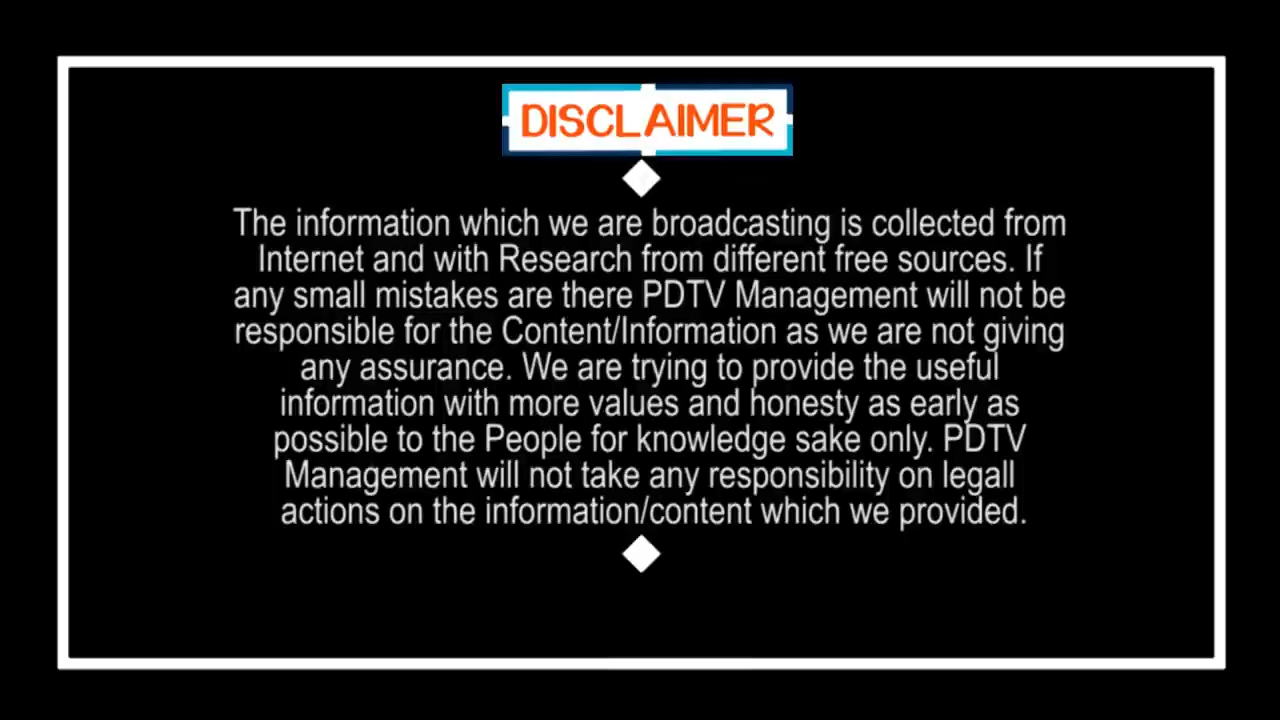 DISCLAIMER
The information which we are broadcasting is collected from
Internet and with Research from different free sources. If
any small mistakes are there PDTV Management will not be
responsible for the Content/Information as we are not giving
any assurance. We are trying to provide the useful
information with more values and honesty as early as
possible to the People for knowledge sake only. PDTV
Management will not take any responsibility on legall
actions on the information/content which we provided.